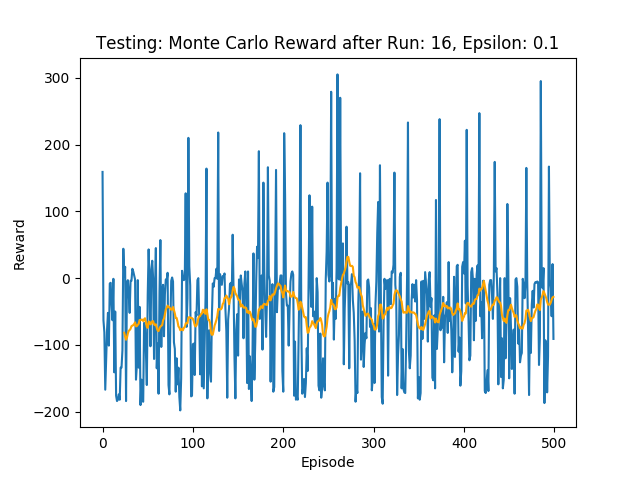 Testing: Monte Carlo Reward after Run: 16, Epsilon: 0.1
300
200
100
0
−100
−200
Reward
0 100 200 300 400 500
Episode